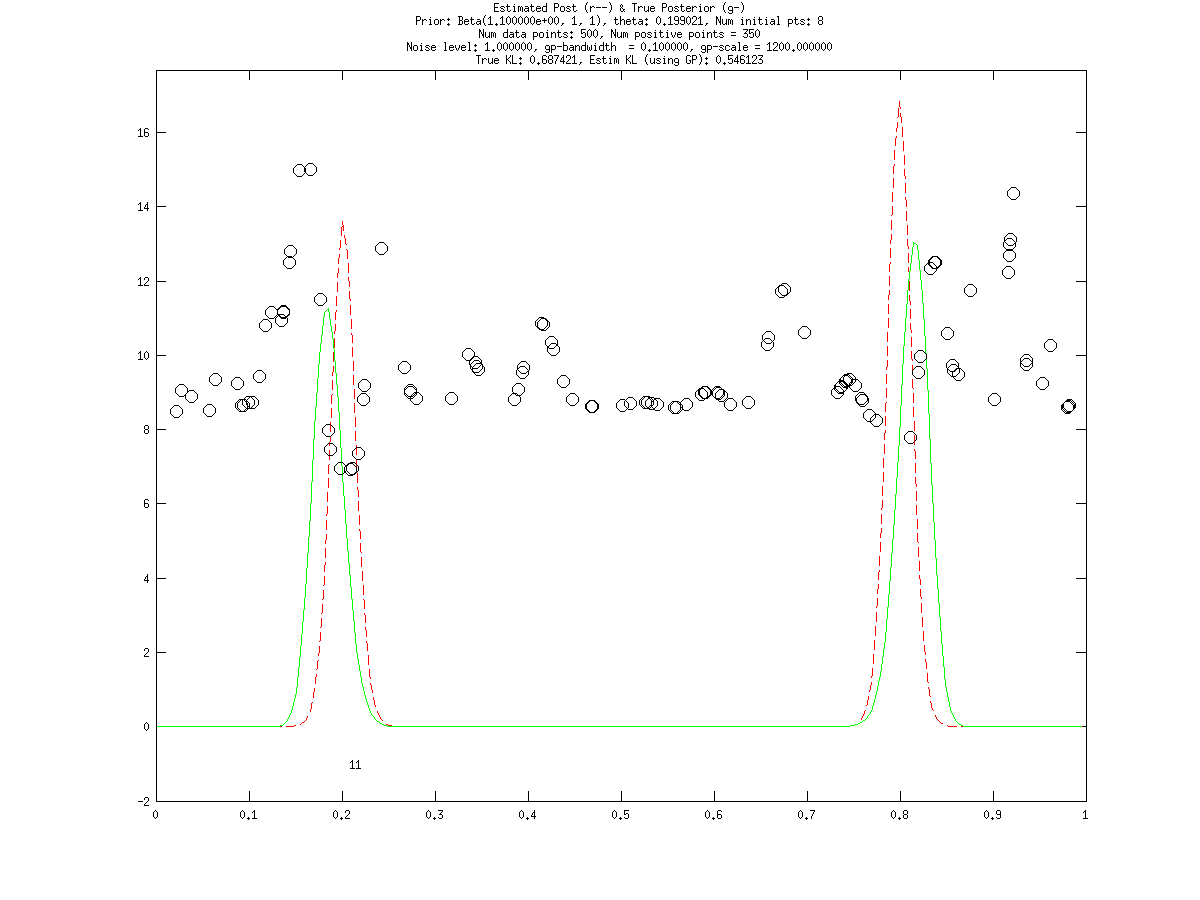 Estimated Post (r--) & True Posterior (g-)
Prior: Beta(1.100000e+00, 1, 1), theta: 0.199021, Num initial pts: 8
Num data points: 500, Num positive points = 350
Noise level: 1.000000, gp-bandwidth  = 0.100000, gp-scale = 1200.000000
True KL: 0.687421, Estim KL (using GP): 0.546123
16
14
12
10
8
6
4
2
0
11
-2
0 0.1 0.2 0.3 0.4 0.5 0.6 0.7 0.8 0.9 1